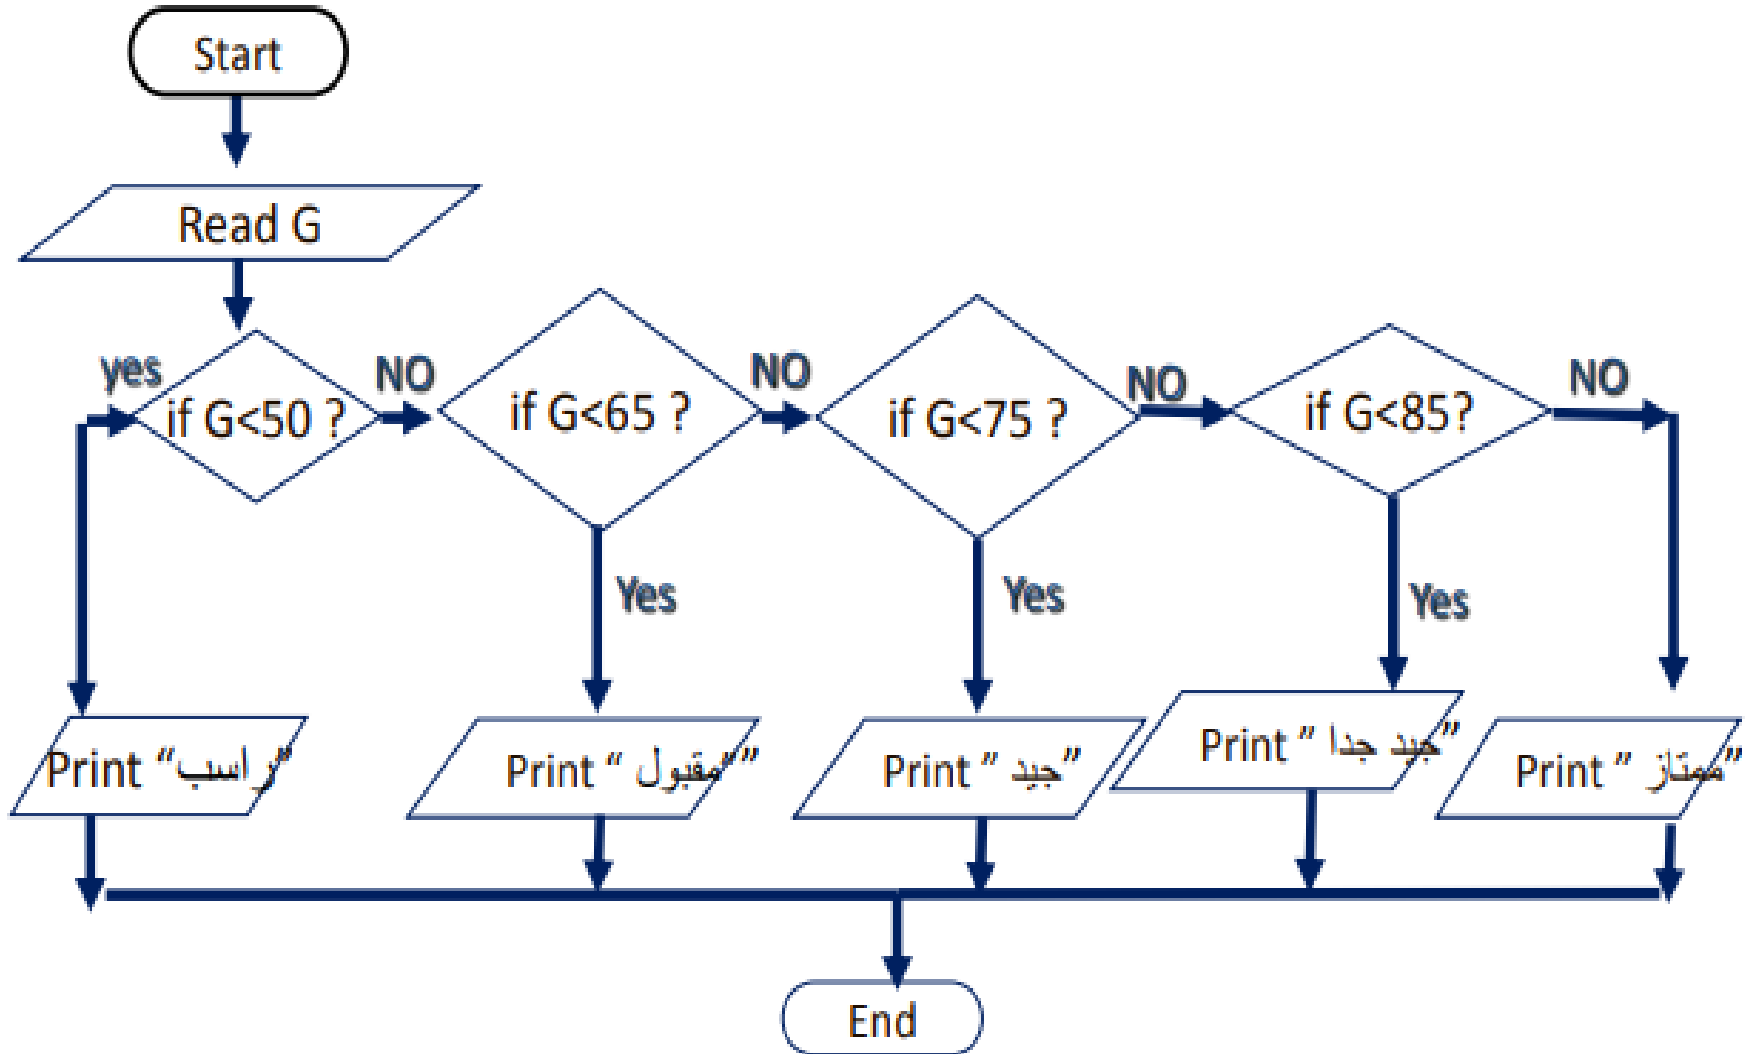 Start
Read G
yes
if G<50 ?
NO
if G<65 ?
NO
if G<75 ?
NO
if G<85?
NO
Yes
Yes
Yes
Print “راسب”
Print “ مقبول””
Print ” جيد”
Print ” جيد جدا”
Print ” ممتاز”
End